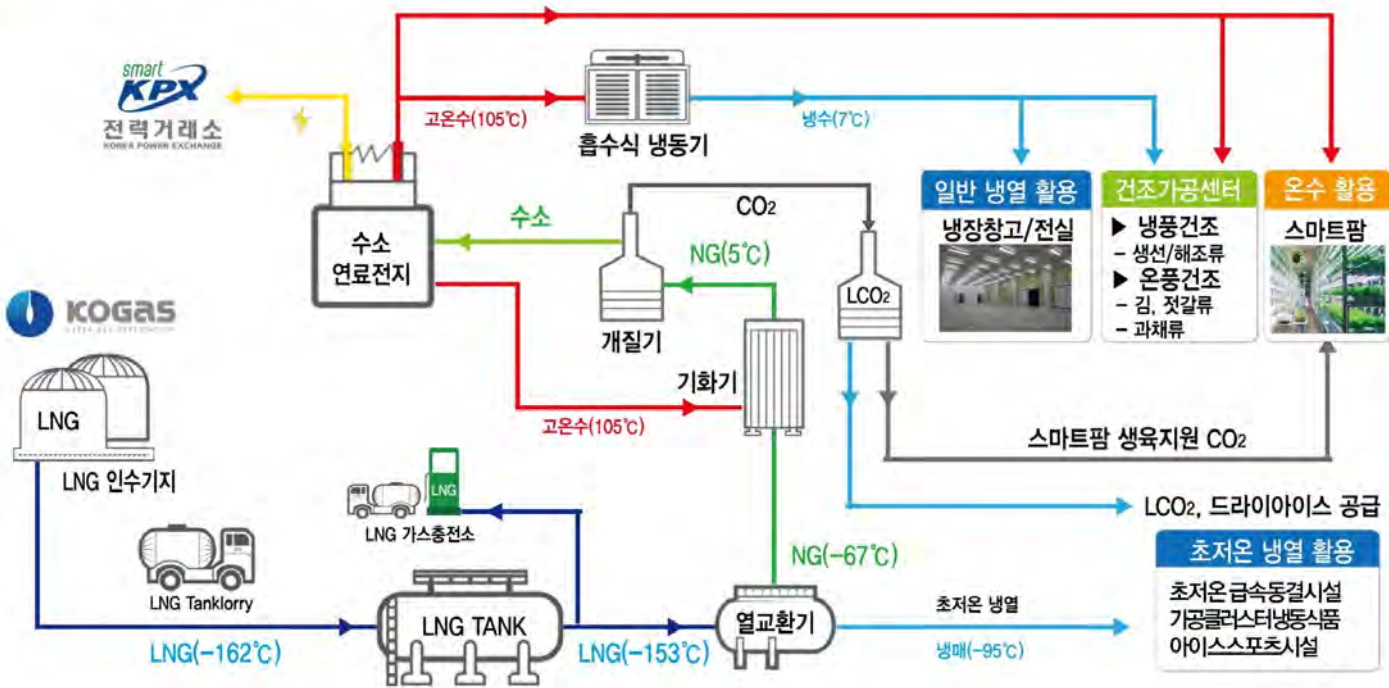 smart
KPX
전력거래소
KOREA POWER EXCHANGE
고온수(105℃)
흡수식 냉동기
냉수(7℃)
일반 냉열 활용
냉장창고/전실
건조가공센터
▶ 냉풍건조
- 생선/해조류
▶ 온풍건조
- 김, 젓갈류
- 과채류
온수 활용
스마트팜
수소
연료전지
수소
CO₂
NG(5℃)
LCO₂
개질기
기화기
KOGAS
LNG
LNG 인수기지
고온수(105℃)
스마트팜 생육지원 CO₂
LNG
LNG 가스충전소
LCO₂, 드라이아이스 공급
LNG Tanklorry
NG(-67℃)
초저온 냉열 활용
초저온 급속동결시설
가공클러스터냉동식품
아이스스포츠시설
LNG TANK
열교환기
초저온 냉열
냉매(-95℃)
LNG(-162℃)
LNG(-153℃)